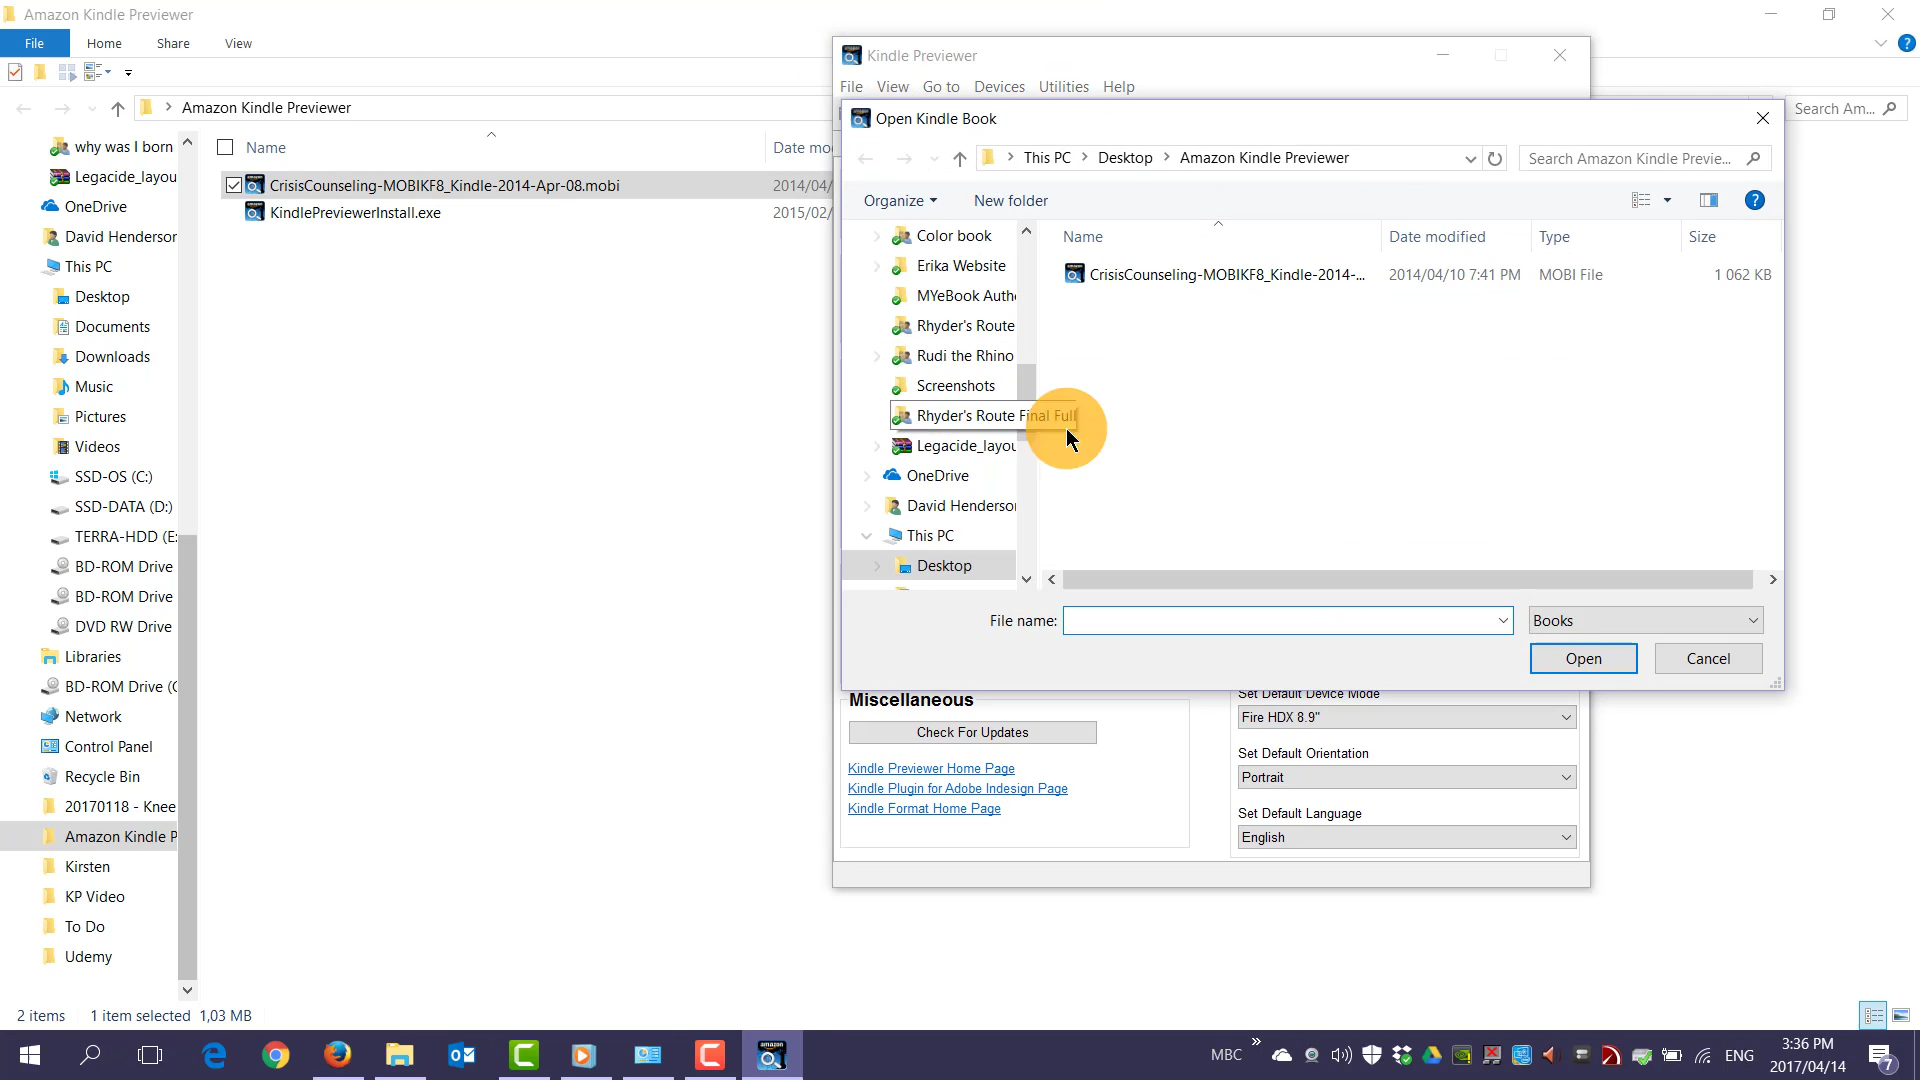 Amazon Kindle Previewer
File Home Share View
Amazon Kindle Previewer
Search Am...
why was I born
Legacide_layou
OneDrive
David Henderson
This PC
Desktop
Documents
Downloads
Music
Pictures
Videos
SSD-OS (C:)
SSD-DATA (D:)
TERRA-HDD (E:
BD-ROM Drive
BD-ROM Drive
DVD RW Drive
Libraries
BD-ROM Drive (G
Network
Control Panel
Recycle Bin
20170118 - Knee
Amazon Kindle P
Kirsten
KP Video
To Do
Udemy
Name Date mo
CrisisCounseling-MOBIKF8_Kindle-2014-Apr-08.mobi 2014/04/
KindlePreviewerInstall.exe 2015/02/
Kindle Previewer
File View Go to Devices Utilities Help
Open Kindle Book
This PC Desktop Amazon Kindle Previewer
Search Amazon Kindle Previe...
Organize New folder
Color book
Erika Website
MYeBook Autho
Rhyder's Route
Rudi the Rhino
Screenshots
Rhyder's Route Final Full
Legacide_layou
OneDrive
David Henderson
This PC
Desktop
Name Date modified Type Size
CrisisCounseling-MOBIKF8_Kindle-2014-... 2014/04/10 7:41 PM MOBI File 1 062 KB
File name: Books
Open Cancel
Miscellaneous
Check For Updates
Kindle Previewer Home Page
Kindle Plugin for Adobe Indesign Page
Kindle Format Home Page
Set Default Device Mode
Fire HDX 8.9"
Set Default Orientation
Portrait
Set Default Language
English
2 items 1 item selected 1,03 MB
MBC ENG
3:36 PM
2017/04/14
7